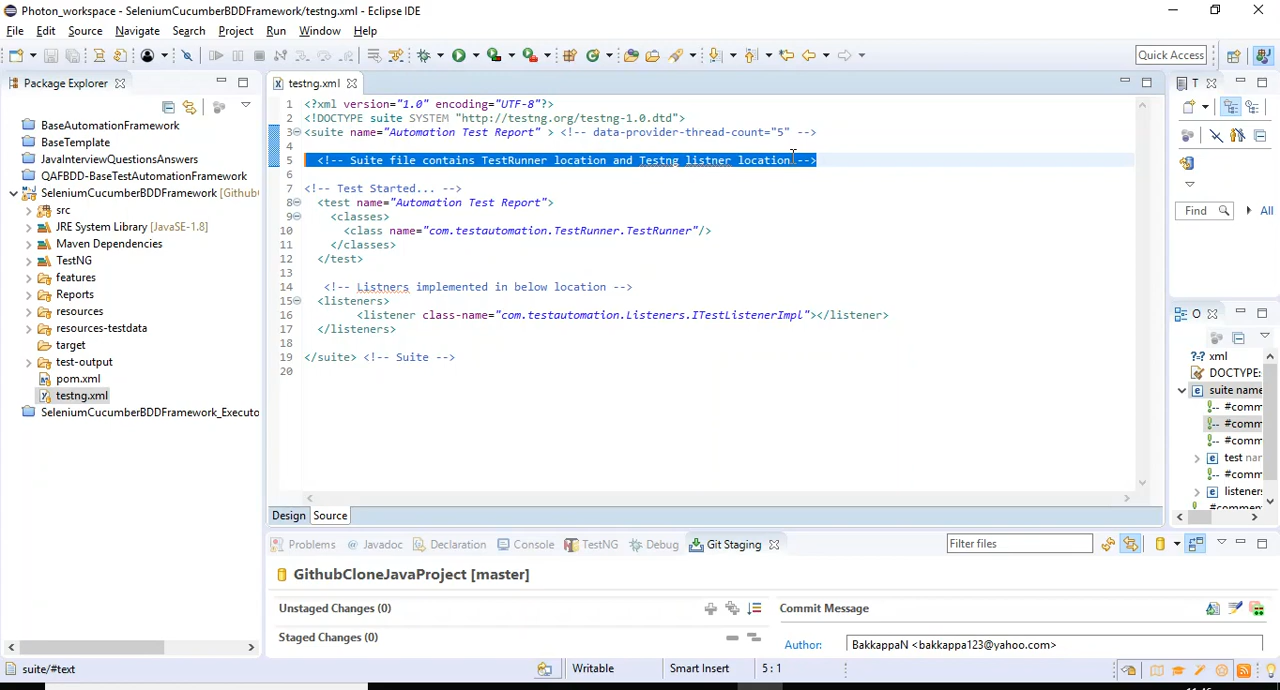 Photon_workspace - SeleniumCucumberBDDFramework/testng.xml - Eclipse IDE
File Edit Source Navigate Search Project Run Window Help
Quick Access
Package Explorer
testng.xml
T
BaseAutomationFramework
BaseTemplate
JavaInterviewQuestionsAnswers
QAFBDD-BaseTestAutomationFramework
SeleniumCucumberBDDFramework [Github
src
JRE System Library [JavaSE-1.8]
Maven Dependencies
TestNG
features
Reports
resources
resources-testdata
target
test-output
pom.xml
testng.xml
SeleniumCucumberBDDFramework_Executo
1 <?xml version="1.0" encoding="UTF-8"?>
2 <!DOCTYPE suite SYSTEM "http://testng.org/testng-1.0.dtd">
3 <suite name="Automation Test Report" > <!-- data-provider-thread-count="5" -->
4
5 <!-- Suite file contains TestRunner location and Testng listner location -->
6
7 <!-- Test Started... -->
8 <test name="Automation Test Report">
9 <classes>
10 <class name="com.testautomation.TestRunner.TestRunner"/>
11 </classes>
12 </test>
13
14 <!-- Listners implemented in below location -->
15 <listeners>
16 <listener class-name="com.testautomation.Listeners.ITestListenerImpl"></listener>
17 </listeners>
18
19 </suite> <!-- Suite -->
20
Design Source
Find All
O
?=? xml
DOCTYPE:
suite name
#comm
#comm
#comm
test nar
#comm
listeners
Problems Javadoc Declaration Console TestNG Debug Git Staging
Filter files
GithubCloneJavaProject [master]
Unstaged Changes (0)
Staged Changes (0)
Commit Message
Author: BakkappaN <bakkappa123@yahoo.com>
suite/#text
Writable
Smart Insert
5 : 1